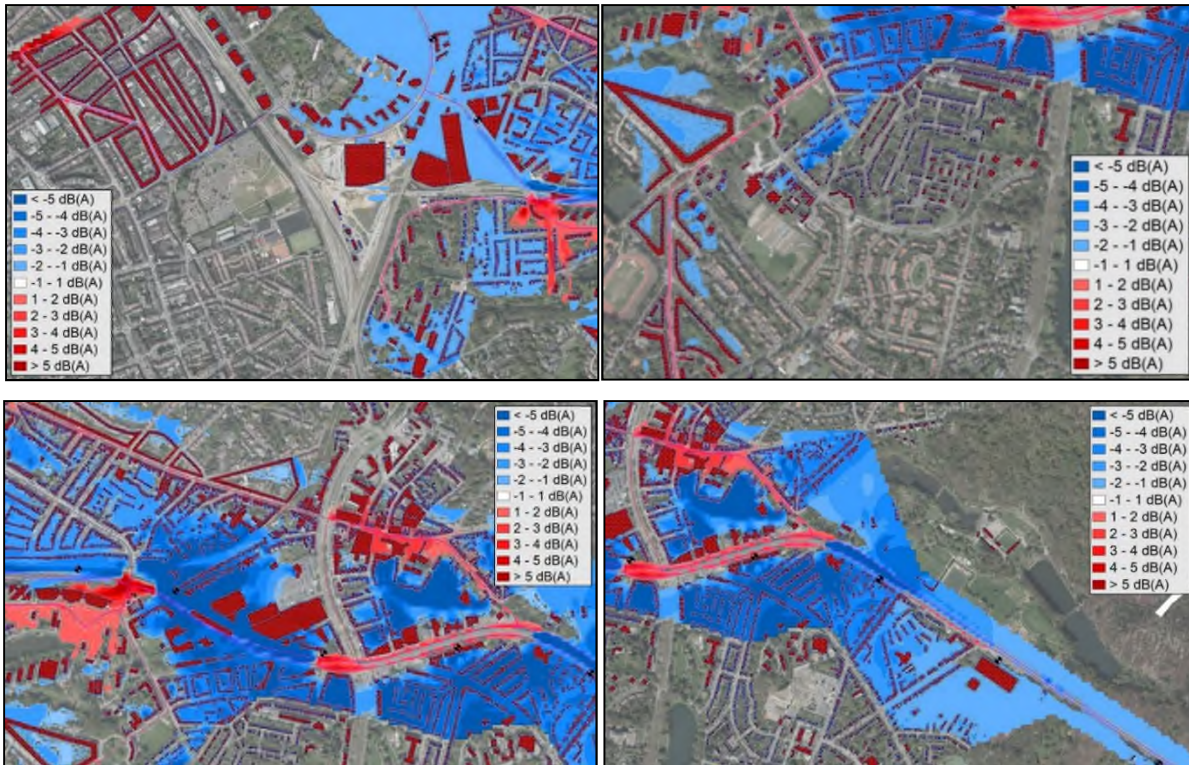 < -5 dB(A)
-5 - -4 dB(A)
-4 - -3 dB(A)
-3 - -2 dB(A)
-2 - -1 dB(A)
-1 - 1 dB(A)
1 - 2 dB(A)
2 - 3 dB(A)
3 - 4 dB(A)
4 - 5 dB(A)
> 5 dB(A)
< -5 dB(A)
-5 - -4 dB(A)
-4 - -3 dB(A)
-3 - -2 dB(A)
-2 - -1 dB(A)
-1 - 1 dB(A)
1 - 2 dB(A)
2 - 3 dB(A)
3 - 4 dB(A)
4 - 5 dB(A)
> 5 dB(A)
< -5 dB(A)
-5 - -4 dB(A)
-4 - -3 dB(A)
-3 - -2 dB(A)
-2 - -1 dB(A)
-1 - 1 dB(A)
1 - 2 dB(A)
2 - 3 dB(A)
3 - 4 dB(A)
4 - 5 dB(A)
> 5 dB(A)
< -5 dB(A)
-5 - -4 dB(A)
-4 - -3 dB(A)
-3 - -2 dB(A)
-2 - -1 dB(A)
-1 - 1 dB(A)
1 - 2 dB(A)
2 - 3 dB(A)
3 - 4 dB(A)
4 - 5 dB(A)
> 5 dB(A)